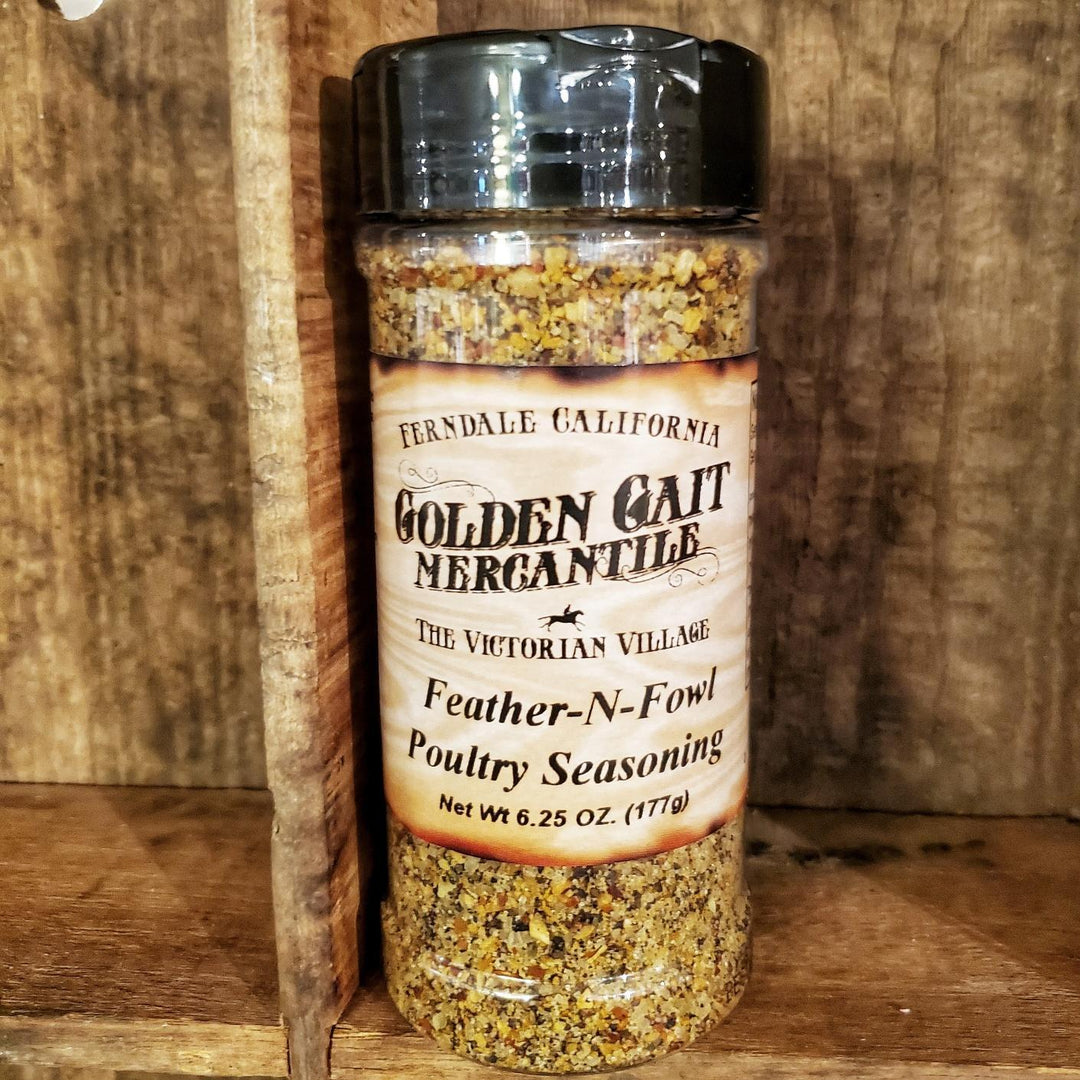 FERNDALE CALIFORNIA
GOLDEN GAIT
MERCANTILE
THE VICTORIAN VILLAGE
Feather-N-Fowl
Poultry Seasoning
Net Wt 6.25 OZ. (177g)